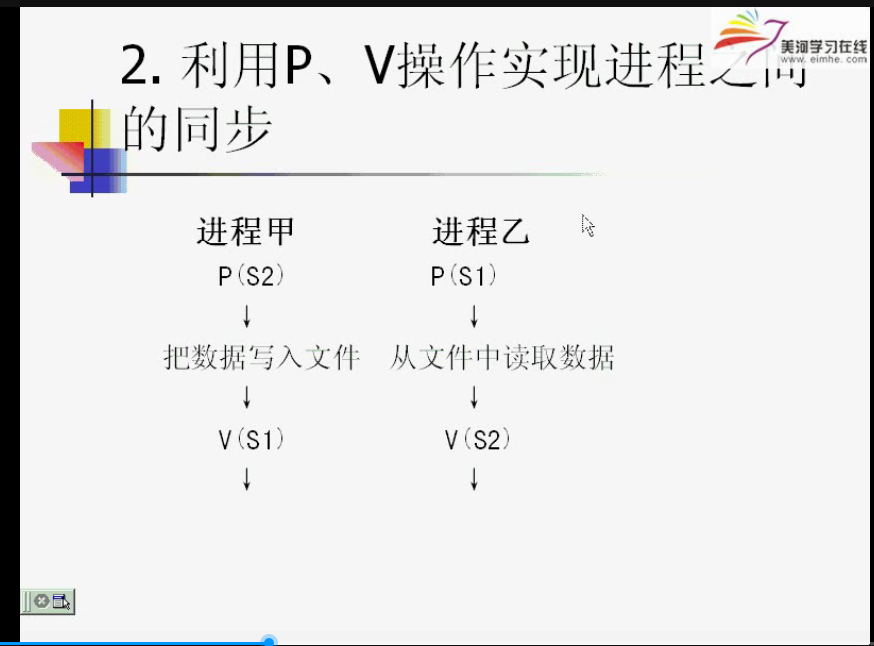 2. 利用P、V操作实现进程之间
的同步
美河学习在线
www.eimhe.com
进程甲 进程乙
P(S2) P(S1)
↓ ↓
把数据写入文件 从文件中读取数据
↓ ↓
V(S1) V(S2)
↓ ↓